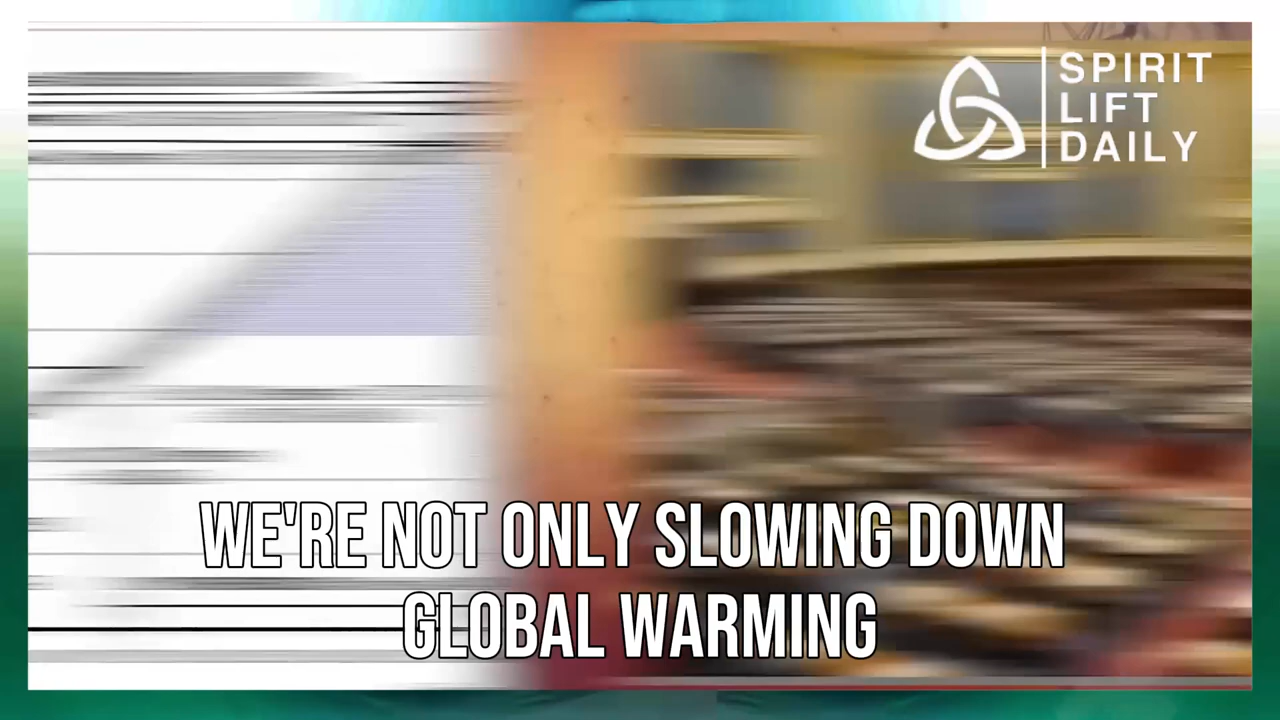 SPIRIT
LIFT
DAILY
WE'RE NOT ONLY SLOWING DOWN
GLOBAL WARMING